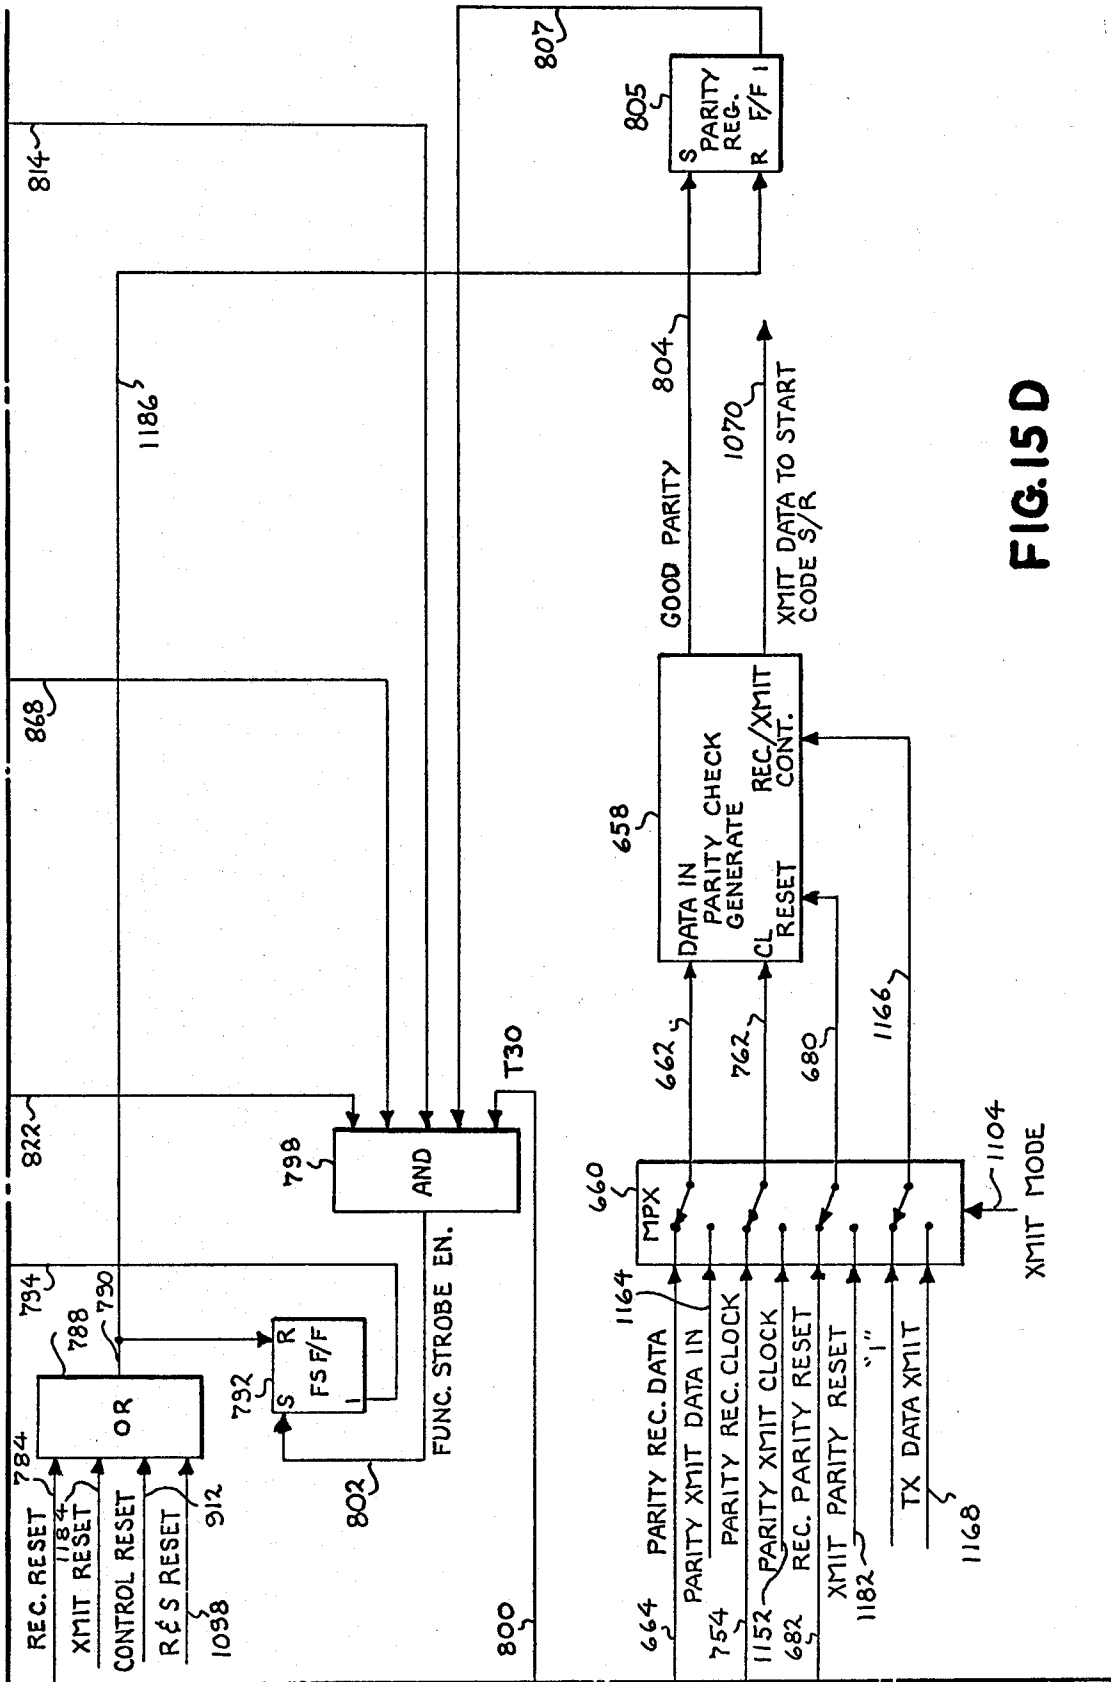 REC. RESET
784
XMIT RESET
1184
CONTROL RESET
912
R&S RESET
1098
OR
788
790
794
792
S
R
FS F/F
1
802
FUNC. STROBE EN.
822
798
AND
T30
800
868
1186
814
807
805
S
PARITY
REG.
R F/F 1
GOOD PARITY
804
1070
XMIT DATA TO START
CODE S/R
658
DATA IN
PARITY CHECK
GENERATE
CL
RESET
REC./XMIT
CONT.
662
762
680
1166
660
MPX
1104
XMIT MODE
664
PARITY REC. DATA
1164
PARITY XMIT DATA IN
754
PARITY REC. CLOCK
1152
PARITY XMIT CLOCK
682
REC. PARITY RESET
XMIT PARITY RESET
1182
"1"
TX DATA XMIT
1168
FIG. 15 D